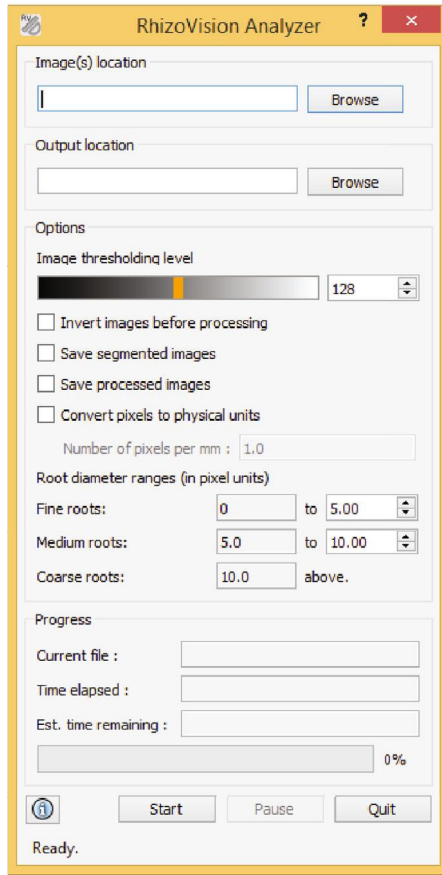 RV
RhizoVision Analyzer ? ×
Image(s) location
Browse
Output location
Browse
Options
Image thresholding level
128
Invert images before processing
Save segmented images
Save processed images
Convert pixels to physical units
Number of pixels per mm : 1.0
Root diameter ranges (in pixel units)
Fine roots: 0 to 5.00
Medium roots: 5.0 to 10.00
Coarse roots: 10.0 above.
Progress
Current file :
Time elapsed :
Est. time remaining :
0%
Start Pause Quit
Ready.